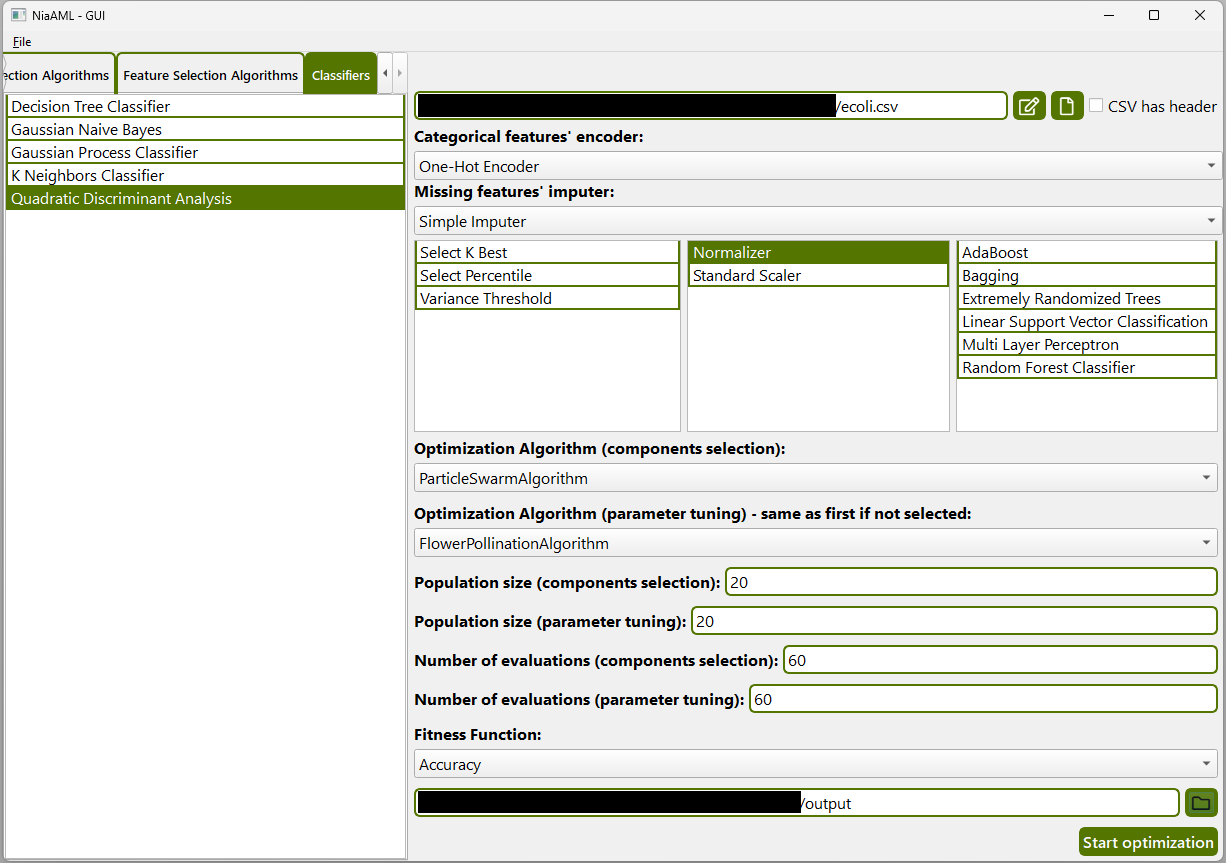 NiaAML - GUI
File
ection Algorithms
Feature Selection Algorithms
Classifiers
Decision Tree Classifier
Gaussian Naive Bayes
Gaussian Process Classifier
K Neighbors Classifier
Quadratic Discriminant Analysis
/ecoli.csv
CSV has header
Categorical features' encoder:
One-Hot Encoder
Missing features' imputer:
Simple Imputer
Select K Best
Select Percentile
Variance Threshold
Normalizer
Standard Scaler
AdaBoost
Bagging
Extremely Randomized Trees
Linear Support Vector Classification
Multi Layer Perceptron
Random Forest Classifier
Optimization Algorithm (components selection):
ParticleSwarmAlgorithm
Optimization Algorithm (parameter tuning) - same as first if not selected:
FlowerPollinationAlgorithm
Population size (components selection): 20
Population size (parameter tuning): 20
Number of evaluations (components selection): 60
Number of evaluations (parameter tuning): 60
Fitness Function:
Accuracy
/output
Start optimization